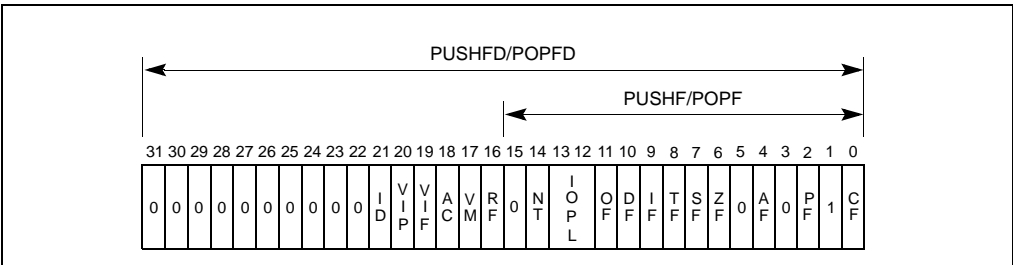 PUSHFD/POPFD
PUSHF/POPF
31 30 29 28 27 26 25 24 23 22 21 20 19 18 17 16 15 14 13 12 11 10 9 8 7 6 5 4 3 2 1 0
0 0 0 0 0 0 0 0 0 0 ID VIP VIF AC VM RF 0 NT IOPL OF DF IF TF SF ZF 0 AF 0 PF 1 CF